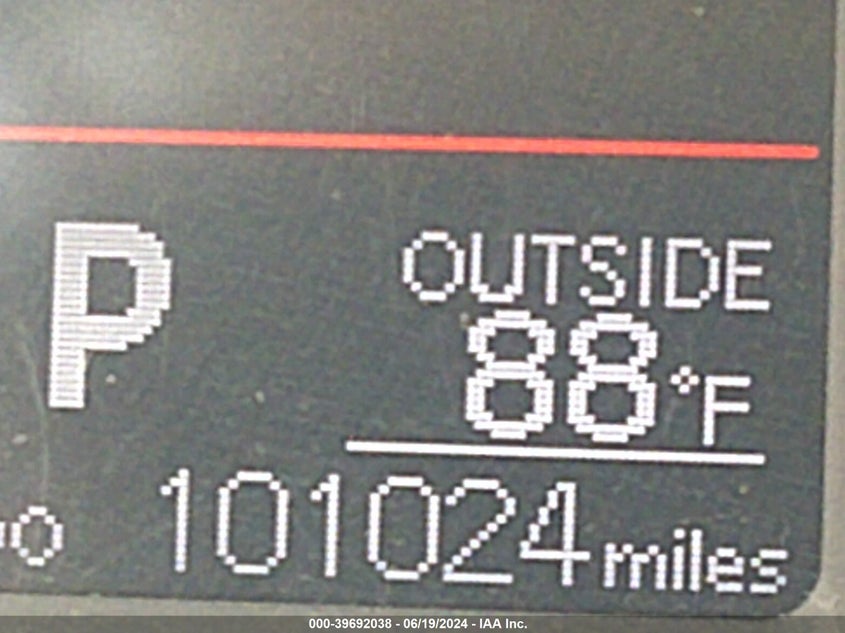 P
OUTSIDE
88°F
101024 miles
000-39692038 - 06/19/2024 - IAA Inc.